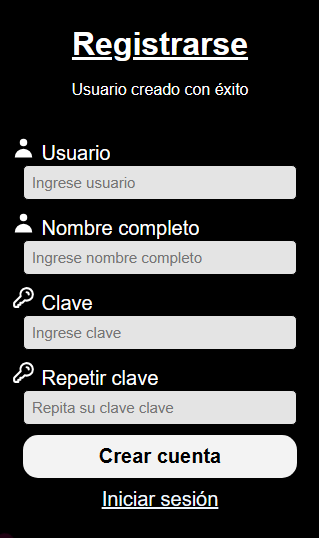 Registrarse
Usuario creado con éxito
Usuario
Ingrese usuario
Nombre completo
Ingrese nombre completo
Clave
Ingrese clave
Repetir clave
Repita su clave clave
Crear cuenta
Iniciar sesión